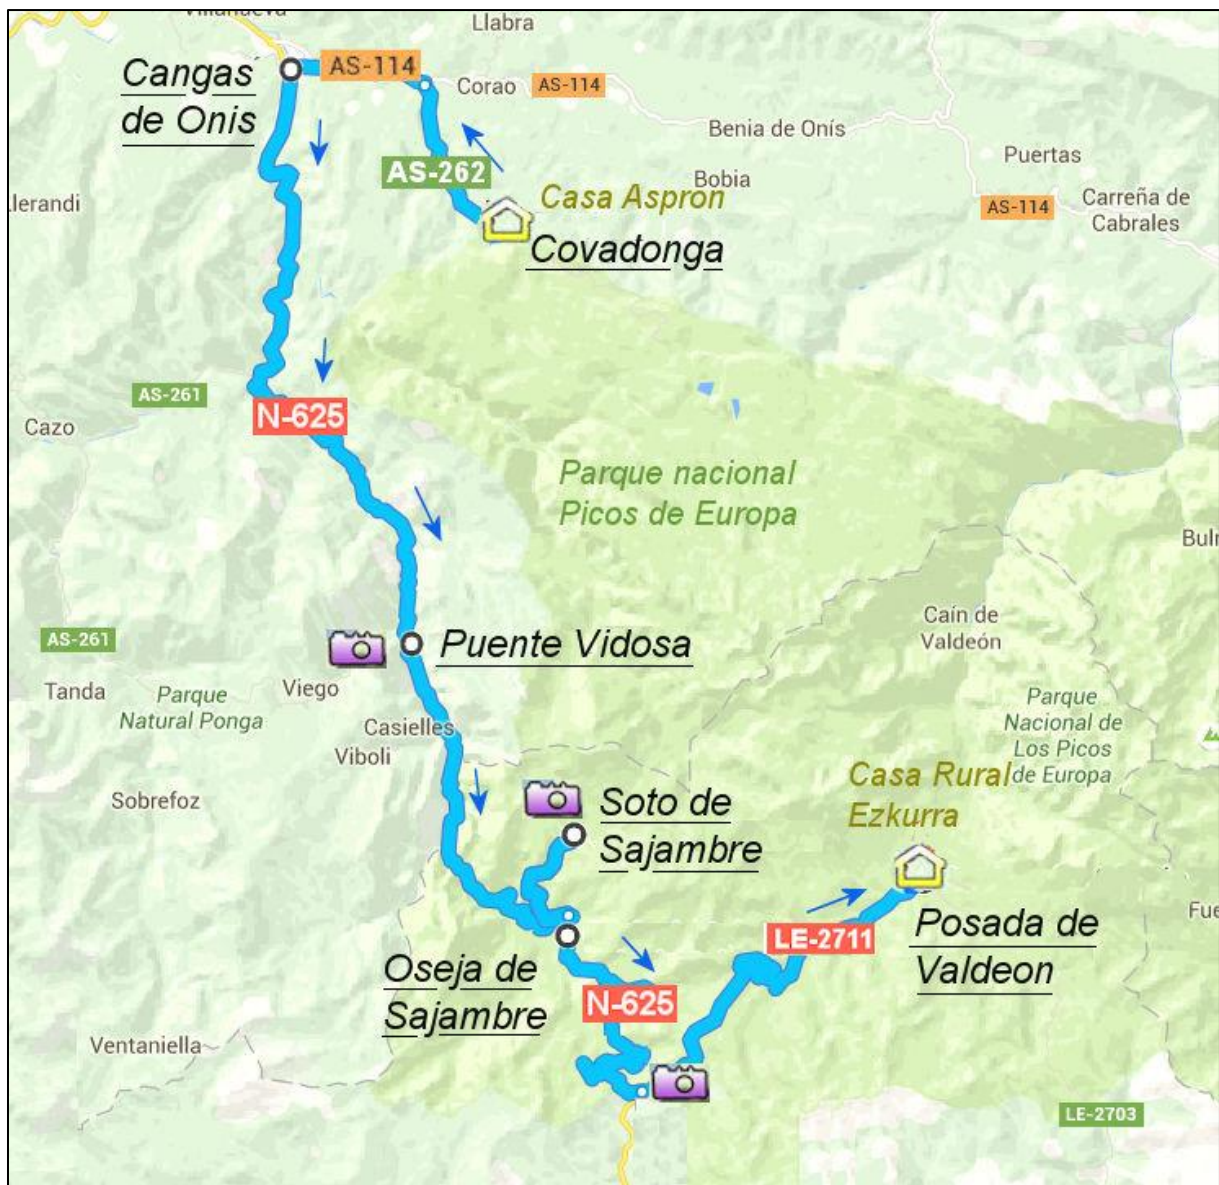 Villanueva
Llabra
Cangas
de Onis
AS-114
Corao
AS-114
Benia de Onís
Puertas
AS-262
Bobia
Casa Aspron
Carreña de
Cabrales
AS-114
Llerandi
Covadonga
AS-261
N-625
Cazo
Parque nacional
Picos de Europa
Buln
Caín de
Valdeón
AS-261
Puente Vidosa
Tanda
Parque
Natural Ponga
Viego
Casielles
Viboli
Parque
Nacional de
Los Picos
de Europa
Sobrefoz
Soto de
Sajambre
Casa Rural
Ezkurra
Fue
LE-2711
Posada de
Valdeon
Oseja de
Sajambre
N-625
Ventaniella
LE-2703